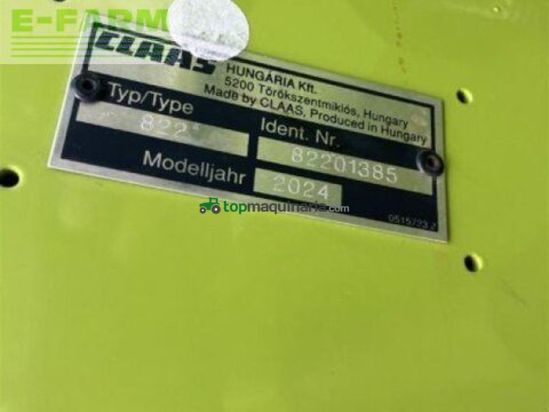 E-FARM
CLAAS
HUNGÁRIA Kft.
5200 Törökszentmiklós, Hungary
Made by CLAAS, Produced in Hungary
Typ/Type
Ident. Nr.
822
82201385
Modelljahr
2024
topmaquinaria.com